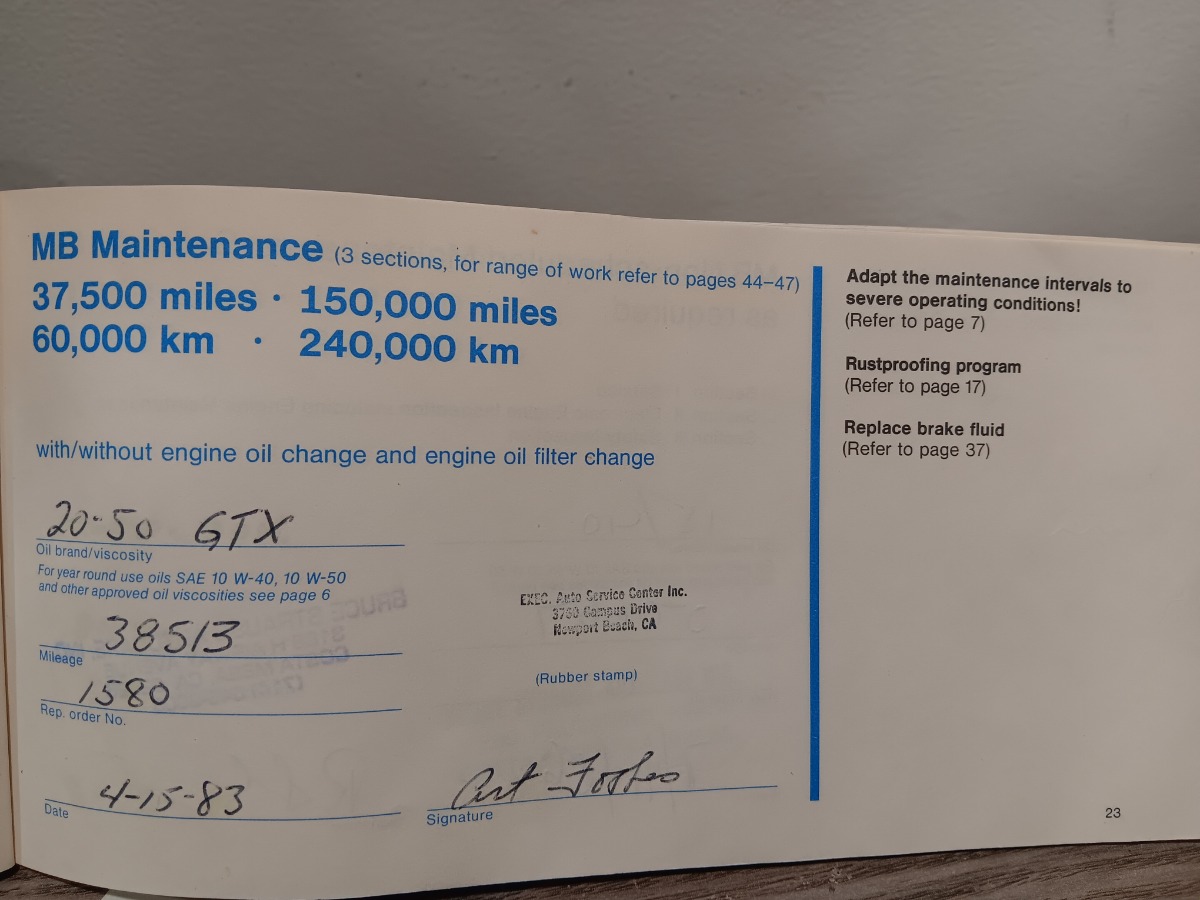 MB Maintenance (3 sections, for range of work refer to pages 44–47)
37,500 miles · 150,000 miles
60,000 km · 240,000 km
with/without engine oil change and engine oil filter change
20-50 GTX
Oil brand/viscosity
For year round use oils SAE 10 W-40, 10 W-50
and other approved oil viscosities see page 6
38513
Mileage
1580
Rep. order No.
4-15-83
Date
EXEC. Auto Service Center Inc.
3760 Campus Drive
Newport Beach, CA
(Rubber stamp)
Art
Signature
Adapt the maintenance intervals to
severe operating conditions!
(Refer to page 7)
Rustproofing program
(Refer to page 17)
Replace brake fluid
(Refer to page 37)
23